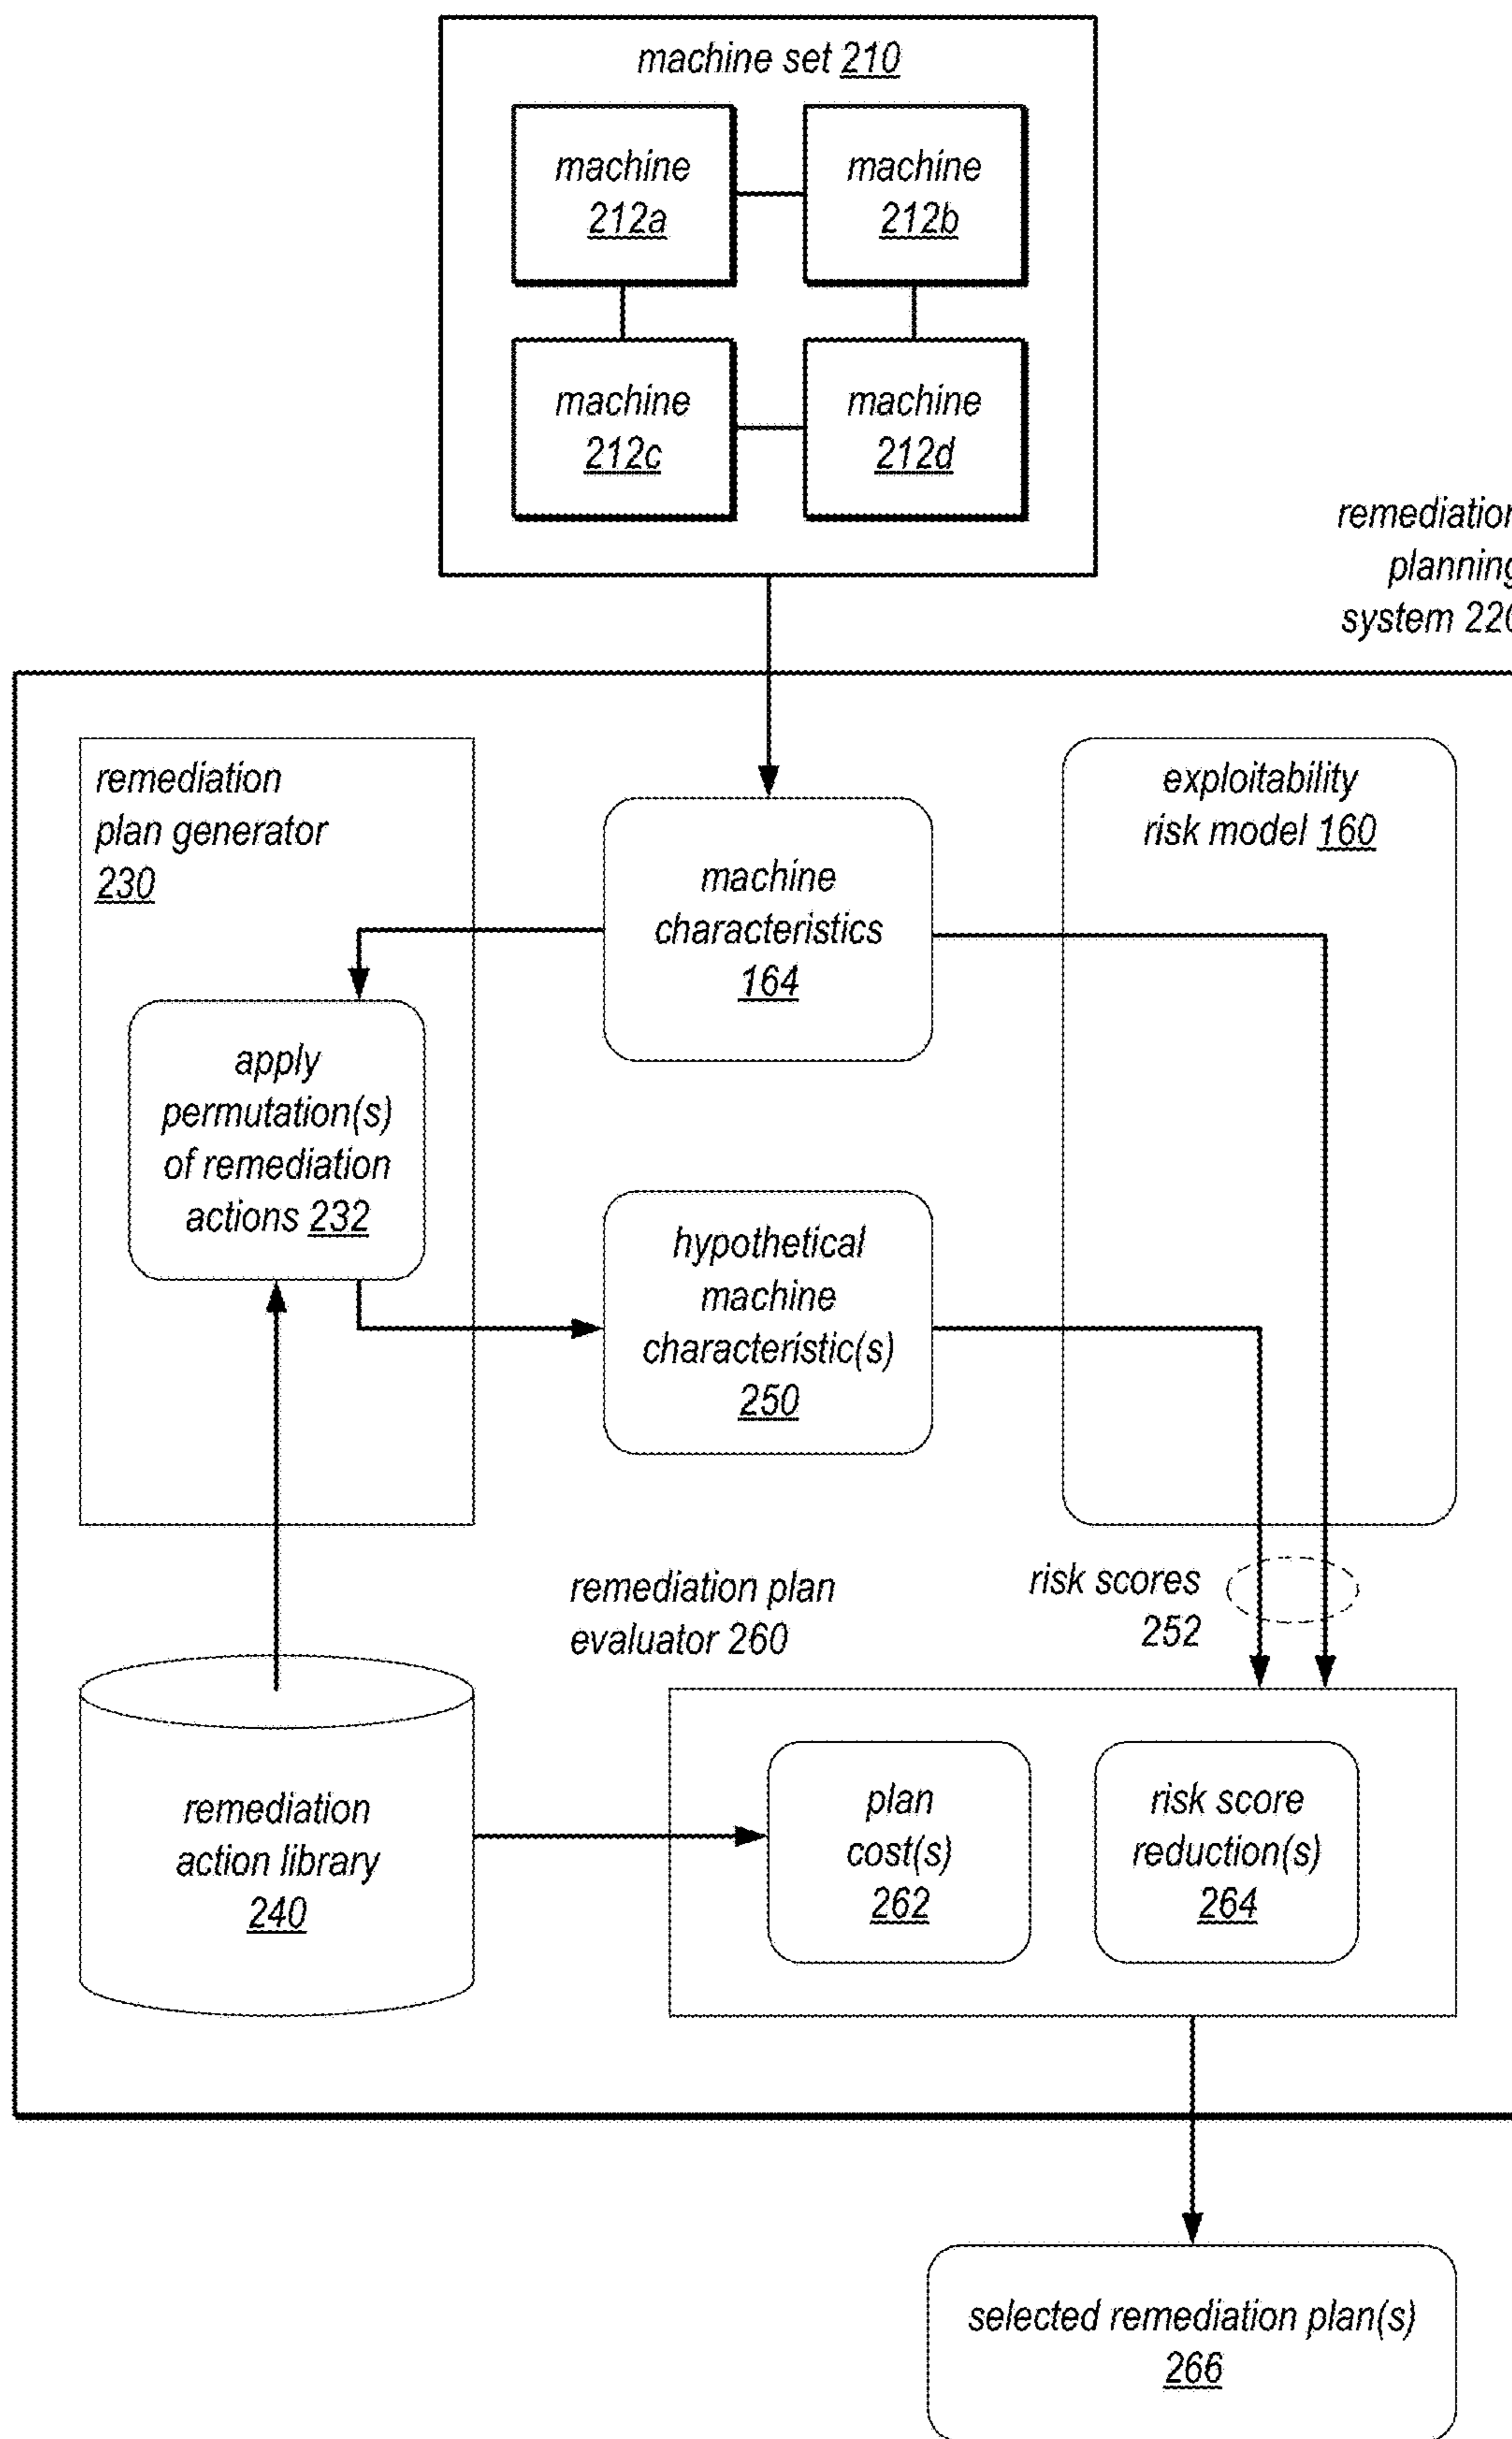 machine set 210
machine
212a
machine
212b
machine
212c
machine
212d
remediation
planning
system 220
remediation
plan generator
230
exploitability
risk model 160
machine
characteristics
164
apply
permutation(s)
of remediation
actions 232
hypothetical
machine
characteristic(s)
250
remediation plan
evaluator 260
risk scores
252
remediation
action library
240
plan
cost(s)
262
risk score
reduction(s)
264
selected remediation plan(s)
266